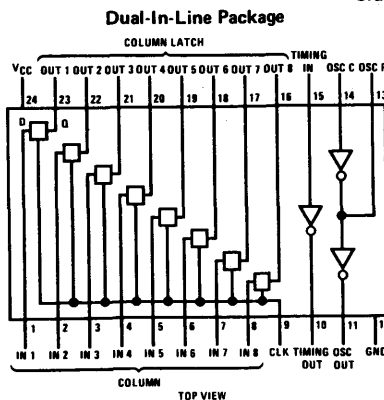 Dual-In-Line Package
COLUMN LATCH
TIMING
VCC OUT 1 OUT 2 OUT 3 OUT 4 OUT 5 OUT 6 OUT 7 OUT 8 IN OSC C OSC R
24 23 22 21 20 19 18 17 16 15 14 13
D Q
1 2 3 4 5 6 7 8 9 10 11
IN 1 IN 2 IN 3 IN 4 IN 5 IN 6 IN 7 IN 8 CLK TIMING OSC GND
OUT OUT
COLUMN
TOP VIEW